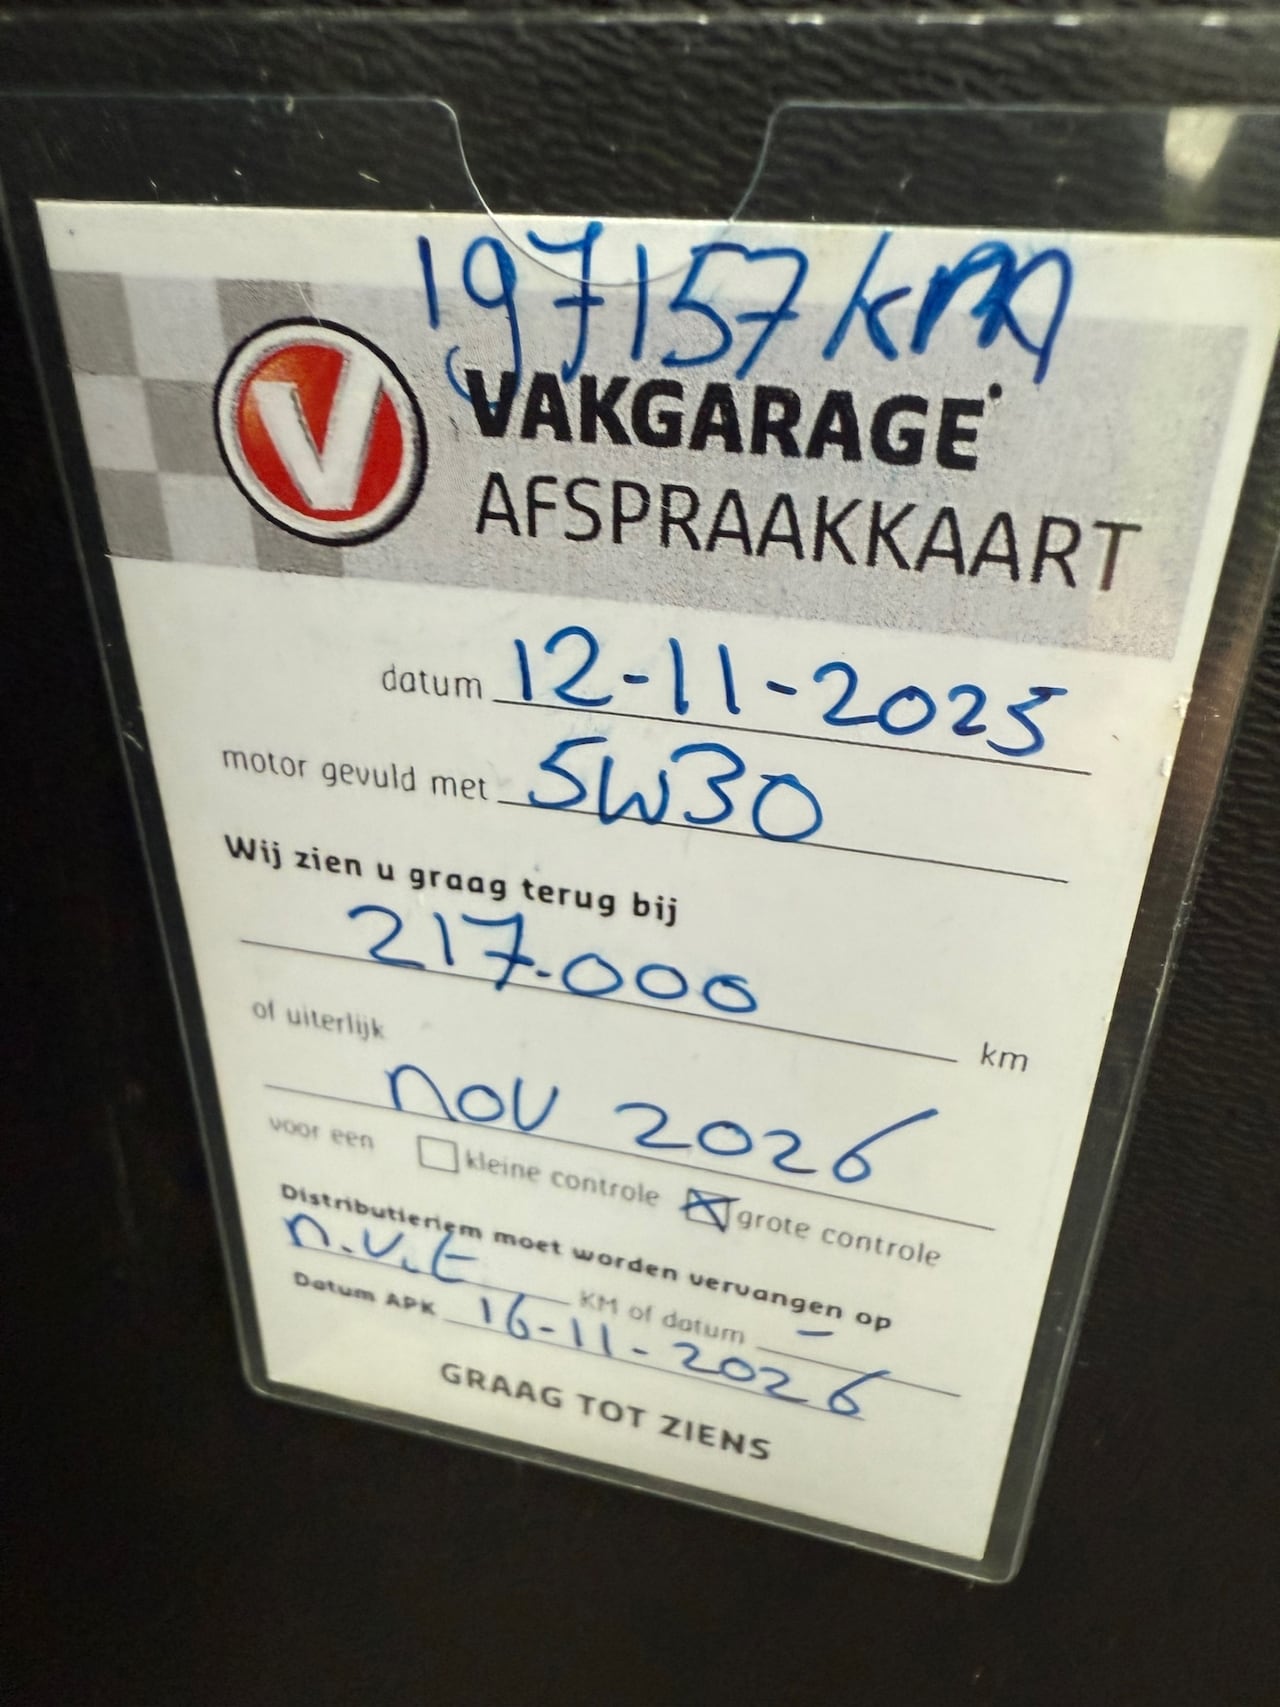 197157 km
VAKGARAGE
AFSPRAAKKAART
datum 12-11-2025
motor gevuld met 5W30
Wij zien u graag terug bij
217.000 km
of uiterlijk
nov 2026
voor een kleine controle grote controle
Distributieriem moet worden vervangen op
n.v.t KM of datum -
Datum APK 16-11-2026
GRAAG TOT ZIENS